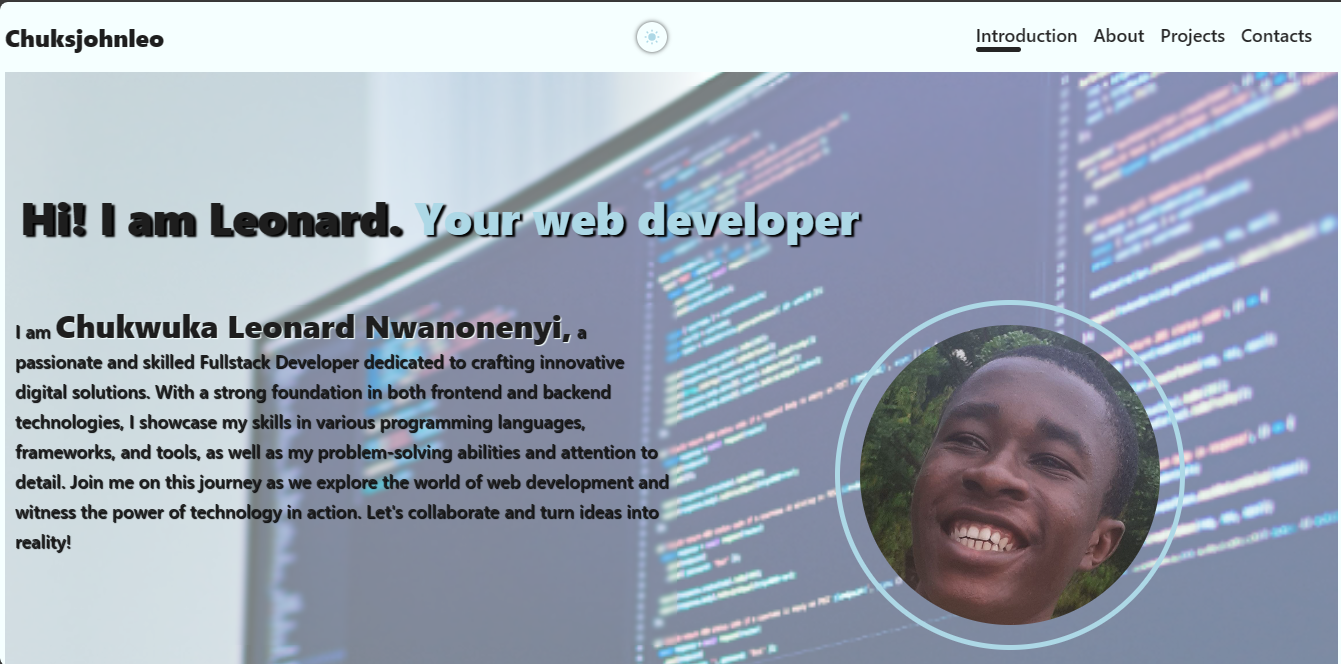 Chuksjohnleo
Introduction About Projects Contacts
Hi! I am Leonard. Your web developer
I am Chukwuka Leonard Nwanonenyi, a
passionate and skilled Fullstack Developer dedicated to crafting innovative
digital solutions. With a strong foundation in both frontend and backend
technologies, I showcase my skills in various programming languages,
frameworks, and tools, as well as my problem-solving abilities and attention to
detail. Join me on this journey as we explore the world of web development and
witness the power of technology in action. Let's collaborate and turn ideas into
reality!